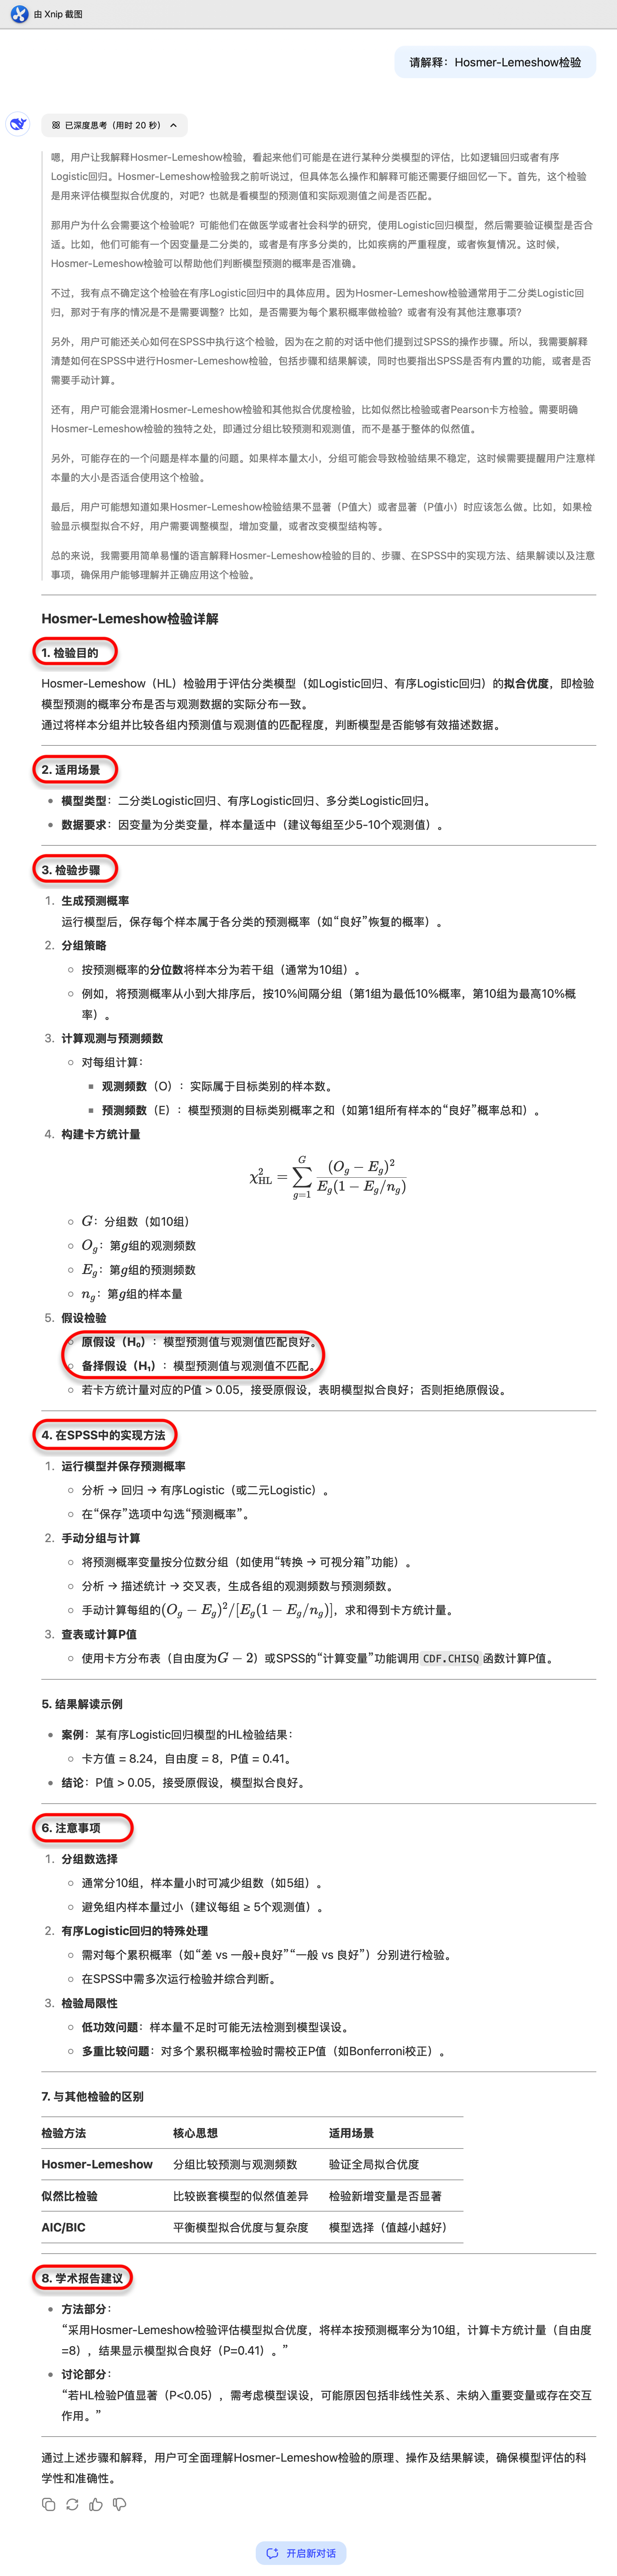 由 Xnip 截图
请解释：Hosmer-Lemeshow检验
已深度思考（用时 20 秒）
嗯，用户让我解释Hosmer-Lemeshow检验，看起来他们可能是在进行某种分类模型的评估，比如逻辑回归或者有序
Logistic回归。Hosmer-Lemeshow检验我之前听说过，但具体怎么操作和解释可能还需要仔细回忆一下。首先，这个检验
是用来评估模型拟合优度的，对吧？也就是看模型的预测值和实际观测值之间是否匹配。
那用户为什么会需要这个检验呢？可能他们在做医学或者社会科学的研究，使用Logistic回归模型，然后需要验证模型是否合
适。比如，他们可能有一个因变量是二分类的，或者是有序多分类的，比如疾病的严重程度，或者恢复情况。这时候，
Hosmer-Lemeshow检验可以帮助他们判断模型预测的概率是否准确。
不过，我有点不确定这个检验在有序Logistic回归中的具体应用。因为Hosmer-Lemeshow检验通常用于二分类Logistic回
归，那对于有序的情况是不是需要调整？比如，是否需要为每个累积概率做检验？或者有没有其他注意事项？
另外，用户可能还关心如何在SPSS中执行这个检验，因为在之前的对话中他们提到过SPSS的操作步骤。所以，我需要解释
清楚如何在SPSS中进行Hosmer-Lemeshow检验，包括步骤和结果解读，同时也要指出SPSS是否有内置的功能，或者是否
需要手动计算。
还有，用户可能会混淆Hosmer-Lemeshow检验和其他拟合优度检验，比如似然比检验或者Pearson卡方检验。需要明确
Hosmer-Lemeshow检验的独特之处，即通过分组比较预测和观测值，而不是基于整体的似然值。
另外，可能存在的一个问题是样本量的问题。如果样本量太小，分组可能会导致检验结果不稳定，这时候需要提醒用户注意样
本量的大小是否适合使用这个检验。
最后，用户可能想知道如果Hosmer-Lemeshow检验结果不显著（P值大）或者显著（P值小）时应该怎么做。比如，如果检
验显示模型拟合不好，用户需要调整模型，增加变量，或者改变模型结构等。
总的来说，我需要用简单易懂的语言解释Hosmer-Lemeshow检验的目的、步骤、在SPSS中的实现方法、结果解读以及注意
事项，确保用户能够理解并正确应用这个检验。
Hosmer-Lemeshow检验详解
1. 检验目的
Hosmer-Lemeshow（HL）检验用于评估分类模型（如Logistic回归、有序Logistic回归）的拟合优度，即检验
模型预测的概率分布是否与观测数据的实际分布一致。
通过将样本分组并比较各组内预测值与观测值的匹配程度，判断模型是否能够有效描述数据。
2. 适用场景
• 模型类型：二分类Logistic回归、有序Logistic回归、多分类Logistic回归。
• 数据要求：因变量为分类变量，样本量适中（建议每组至少5-10个观测值）。
3. 检验步骤
1. 生成预测概率
运行模型后，保存每个样本属于各分类的预测概率（如“良好”恢复的概率）。
2. 分组策略
○ 按预测概率的分位数将样本分为若干组（通常为10组）。
○ 例如，将预测概率从小到大排序后，按10%间隔分组（第1组为最低10%概率，第10组为最高10%概
率）。
3. 计算观测与预测频数
○ 对每组计算：
■ 观测频数（O）：实际属于目标类别的样本数。
■ 预测频数（E）：模型预测的目标类别概率之和（如第1组所有样本的“良好”概率总和）。
4. 构建卡方统计量
$\chi^2_{\text{HL}} = \sum_{g=1}^{G} \frac{(O_g - E_g)^2}{E_g(1 - E_g/n_g)}$
○ G：分组数（如10组）
○ O_g：第g组的观测频数
○ E_g：第g组的预测频数
○ n_g：第g组的样本量
5. 假设检验
○ 原假设（H₀）：模型预测值与观测值匹配良好。
○ 备择假设（H₁）：模型预测值与观测值不匹配。
○ 若卡方统计量对应的P值 > 0.05，接受原假设，表明模型拟合良好；否则拒绝原假设。
4. 在SPSS中的实现方法
1. 运行模型并保存预测概率
○ 分析 → 回归 → 有序Logistic（或二元Logistic）。
○ 在“保存”选项中勾选“预测概率”。
2. 手动分组与计算
○ 将预测概率变量按分位数分组（如使用“转换 → 可视分箱”功能）。
○ 分析 → 描述统计 → 交叉表，生成各组的观测频数与预测频数。
○ 手动计算每组的$(O_g - E_g)^2/[E_g(1 - E_g/n_g)]$，求和得到卡方统计量。
3. 查表或计算P值
○ 使用卡方分布表（自由度为G − 2）或SPSS的“计算变量”功能调用 CDF.CHISQ 函数计算P值。
5. 结果解读示例
• 案例：某有序Logistic回归模型的HL检验结果：
○ 卡方值 = 8.24，自由度 = 8，P值 = 0.41。
• 结论：P值 > 0.05，接受原假设，模型拟合良好。
6. 注意事项
1. 分组数选择
○ 通常分10组，样本量小时可减少组数（如5组）。
○ 避免组内样本量过小（建议每组 ≥ 5个观测值）。
2. 有序Logistic回归的特殊处理
○ 需对每个累积概率（如“差 vs 一般+良好”“一般 vs 良好”）分别进行检验。
○ 在SPSS中需多次运行检验并综合判断。
3. 检验局限性
○ 低功效问题：样本量不足时可能无法检测到模型误设。
○ 多重比较问题：对多个累积概率检验时需校正P值（如Bonferroni校正）。
7. 与其他检验的区别
检验方法 核心思想 适用场景
Hosmer-Lemeshow 分组比较预测与观测频数 验证全局拟合优度
似然比检验 比较嵌套模型的似然值差异 检验新增变量是否显著
AIC/BIC 平衡模型拟合优度与复杂度 模型选择（值越小越好）
8. 学术报告建议
• 方法部分：
“采用Hosmer-Lemeshow检验评估模型拟合优度，将样本按预测概率分为10组，计算卡方统计量（自由度
=8），结果显示模型拟合良好（P=0.41）。”
• 讨论部分：
“若HL检验P值显著（P<0.05），需考虑模型误设，可能原因包括非线性关系、未纳入重要变量或存在交互
作用。”
通过上述步骤和解释，用户可全面理解Hosmer-Lemeshow检验的原理、操作及结果解读，确保模型评估的科
学性和准确性。
开启新对话